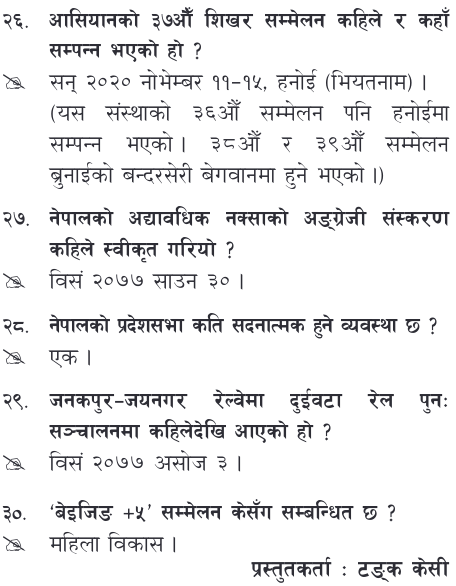 २६. आसियानको ३७औँ शिखर सम्मेलन कहिले र कहाँ
सम्पन्न भएको हो ?
सन् २०२० नोभेम्बर ११-१५, हनोई (भियतनाम) ।
(यस संस्थाको ३६औँ सम्मेलन पनि हनोईमा
सम्पन्न भएको । ३८औँ र ३९औँ सम्मेलन
ब्रुनाईको बन्दरसेरी बेगवानमा हुने भएको ।)
२७. नेपालको अद्यावधिक नक्साको अङ्ग्रेजी संस्करण
कहिले स्वीकृत गरियो ?
विसं २०७७ साउन ३० ।
२८. नेपालको प्रदेशसभा कति सदनात्मक हुने व्यवस्था छ ?
एक ।
२९. जनकपुर-जयनगर रेल्वेमा दुईवटा रेल पुनः
सञ्चालनमा कहिलेदेखि आएको हो ?
विसं २०७७ असोज ३ ।
३०. ‘बेइजिङ +५’ सम्मेलन केसँग सम्बन्धित छ ?
महिला विकास ।
प्रस्तुतकर्ता : टङ्क केसी